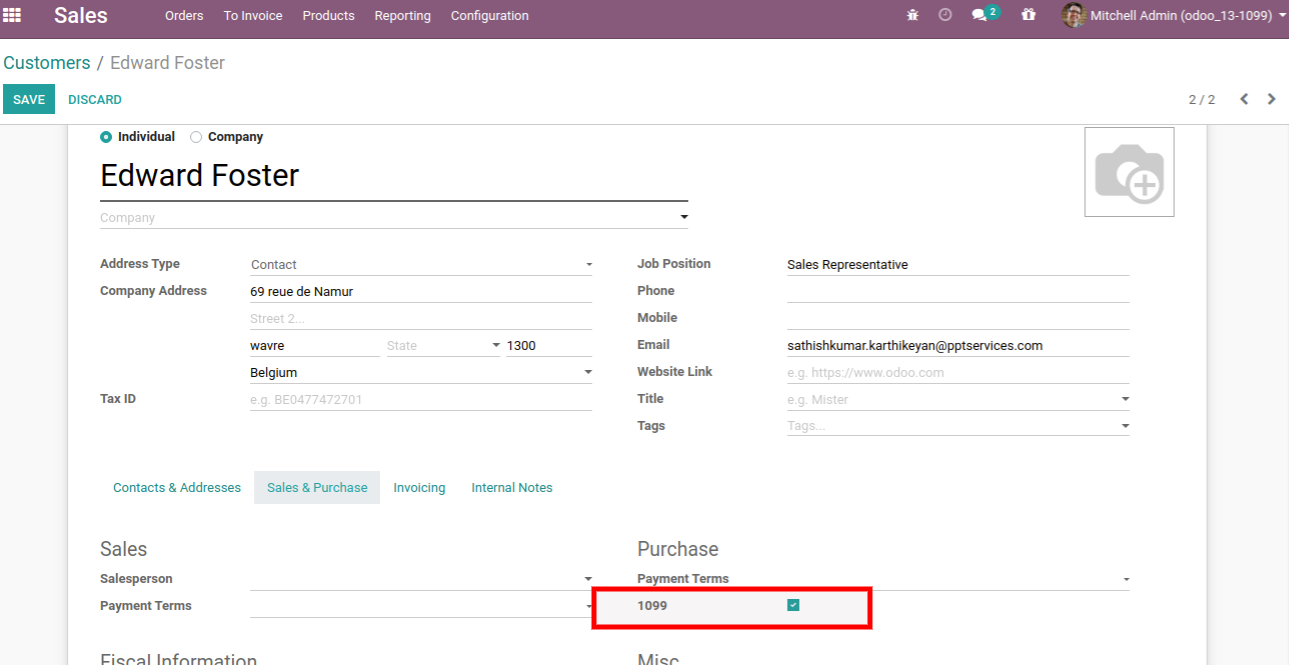 Sales Orders To Invoice Products Reporting Configuration 2 Mitchell Admin (odoo_13-1099)
Customers / Edward Foster
SAVE DISCARD 2 / 2
Individual Company
Edward Foster
Company
Address Type Contact Job Position Sales Representative
Company Address 69 reue de Namur Phone
Street 2... Mobile
wavre State 1300 Email sathishkumar.karthikeyan@pptservices.com
Belgium Website Link e.g. https://www.odoo.com
Tax ID e.g. BE0477472701 Title e.g. Mister
Tags Tags...
Contacts & Addresses Sales & Purchase Invoicing Internal Notes
Sales Purchase
Salesperson Payment Terms
Payment Terms 1099
Fiscal Information Misc